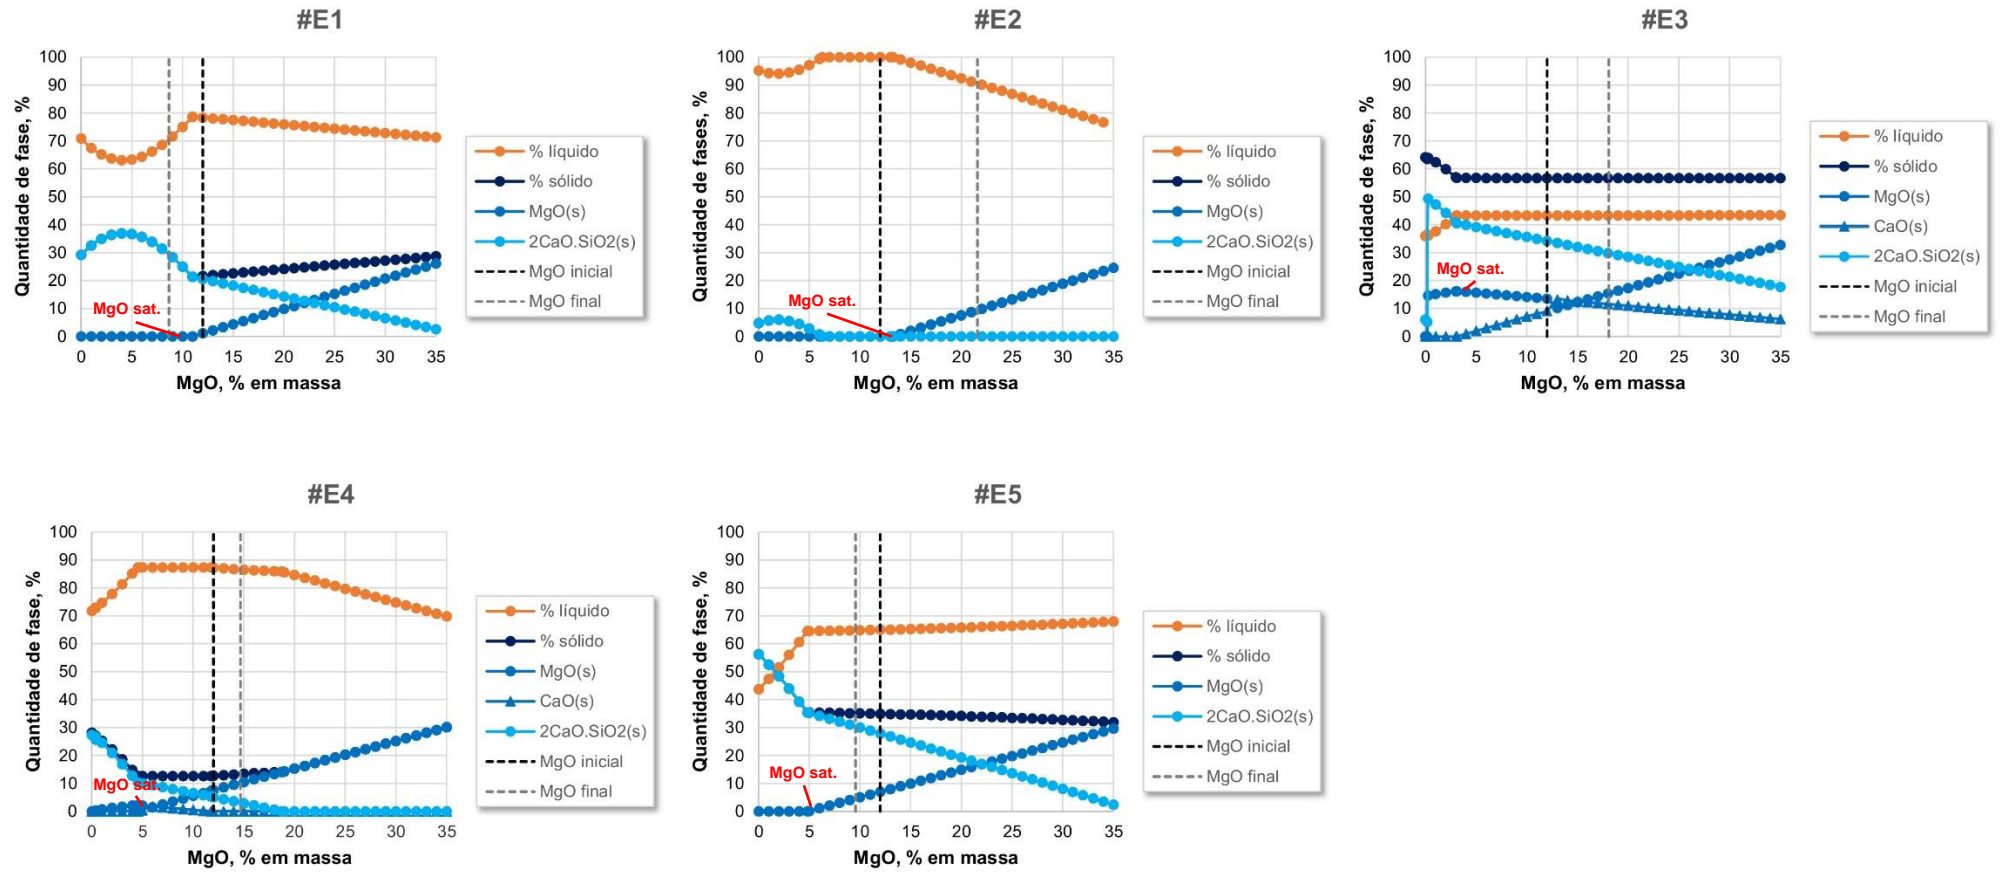 #E1
Quantidade de fase, %
100
90
80
70
60
50
40
30
20
10
0
MgO sat.
0 5 10 15 20 25 30 35
MgO, % em massa
% líquido
% sólido
MgO(s)
2CaO.SiO2(s)
MgO inicial
MgO final
#E2
Quantidade de fases, %
100
90
80
70
60
50
40
30
20
10
0
MgO sat.
0 5 10 15 20 25 30 35
MgO, % em massa
% líquido
% sólido
MgO(s)
2CaO.SiO2(s)
MgO inicial
MgO final
#E3
Quantidade de fase, %
100
90
80
70
60
50
40
30
20
10
0
MgO sat.
0 5 10 15 20 25 30 35
MgO, % em massa
% líquido
% sólido
MgO(s)
CaO(s)
2CaO.SiO2(s)
MgO inicial
MgO final
#E4
Quantidade de fase, %
100
90
80
70
60
50
40
30
20
10
0
MgO sat.
0 5 10 15 20 25 30 35
MgO, % em massa
% líquido
% sólido
MgO(s)
CaO(s)
2CaO.SiO2(s)
MgO inicial
MgO final
#E5
Quantidade de fase, %
100
90
80
70
60
50
40
30
20
10
0
MgO sat.
0 5 10 15 20 25 30 35
MgO, % em massa
% líquido
% sólido
MgO(s)
2CaO.SiO2(s)
MgO inicial
MgO final